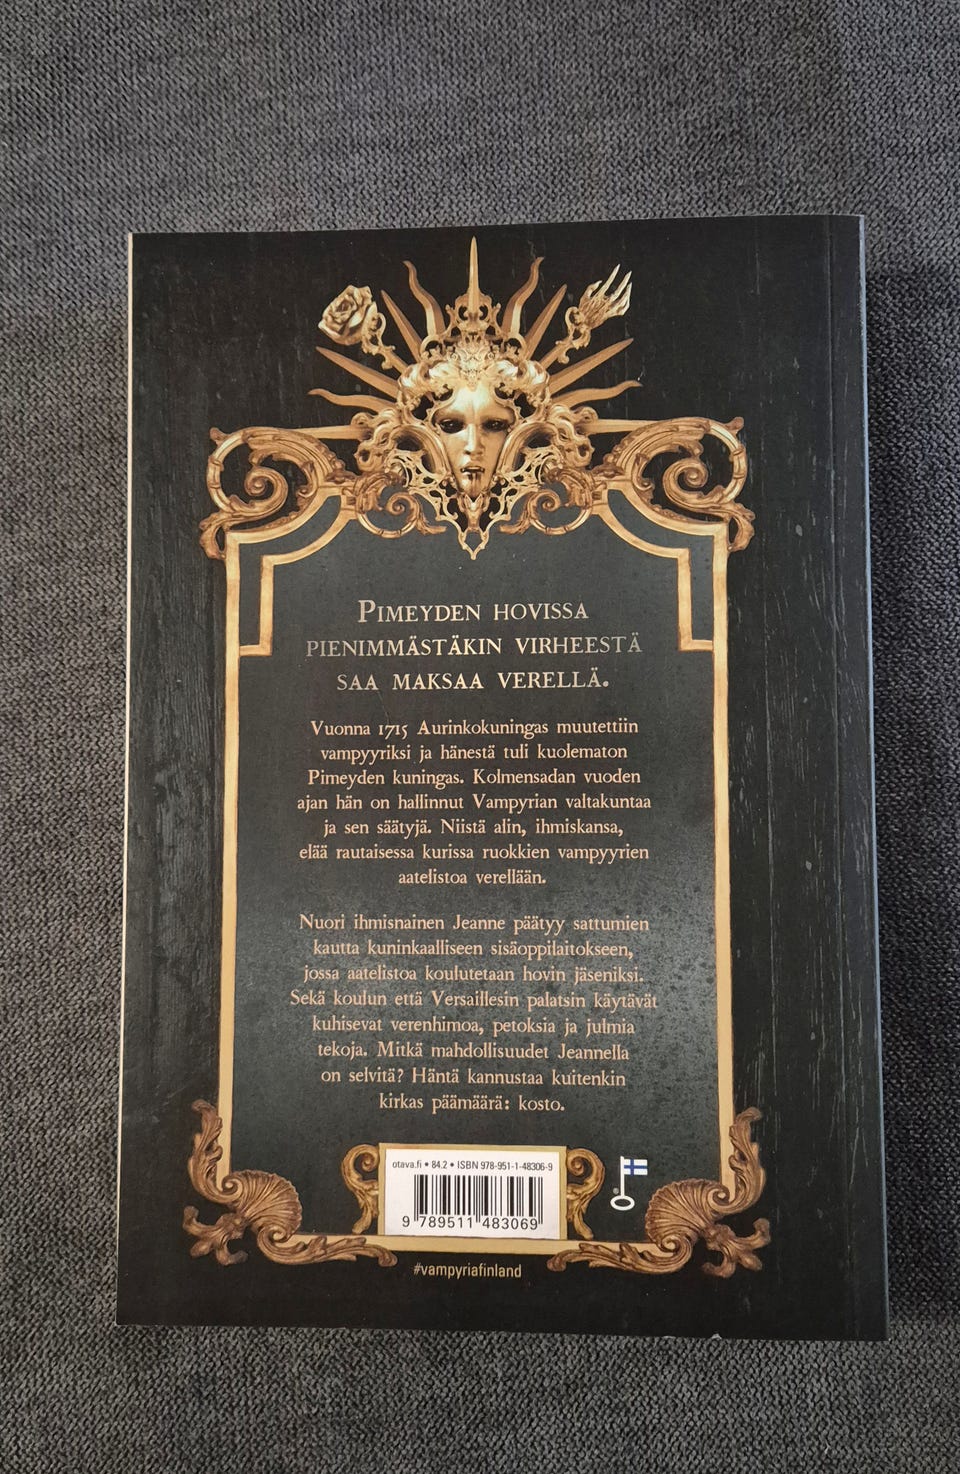 Pimeyden hovissa
pienimmästäkin virheestä
saa maksaa verellä.
Vuonna 1715 Aurinkokuningas muutettiin
vampyyriksi ja hänestä tuli kuolematon
Pimeyden kuningas. Kolmensadan vuoden
ajan hän on hallinnut Vampyrian valtakuntaa
ja sen säätyjä. Niistä alin, ihmiskansa,
elää rautaisessa kurissa ruokkien vampyyrien
aatelistoa verellään.
Nuori ihmisnainen Jeanne päätyy sattumien
kautta kuninkaalliseen sisäoppilaitokseen,
jossa aatelistoa koulutetaan hovin jäseniksi.
Sekä koulun että Versaillesin palatsin käytävät
kuhisevat verenhimoa, petoksia ja julmia
tekoja. Mitkä mahdollisuudet Jeannella
on selvitä? Häntä kannustaa kuitenkin
kirkas päämäärä: kosto.
otava.fi • 84.2 • ISBN 978-951-1-48306-9
9 789511 483069
#vampyriafinland